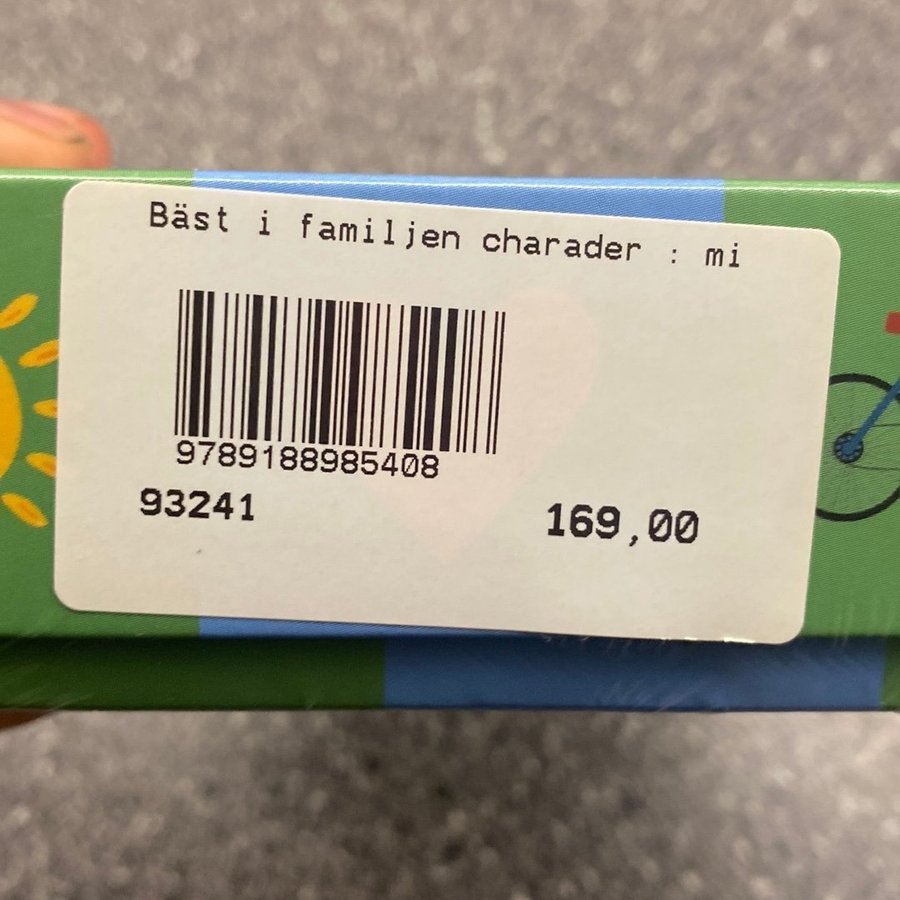 Bäst i familjen charader : mi
9789188985408
93241
169,00